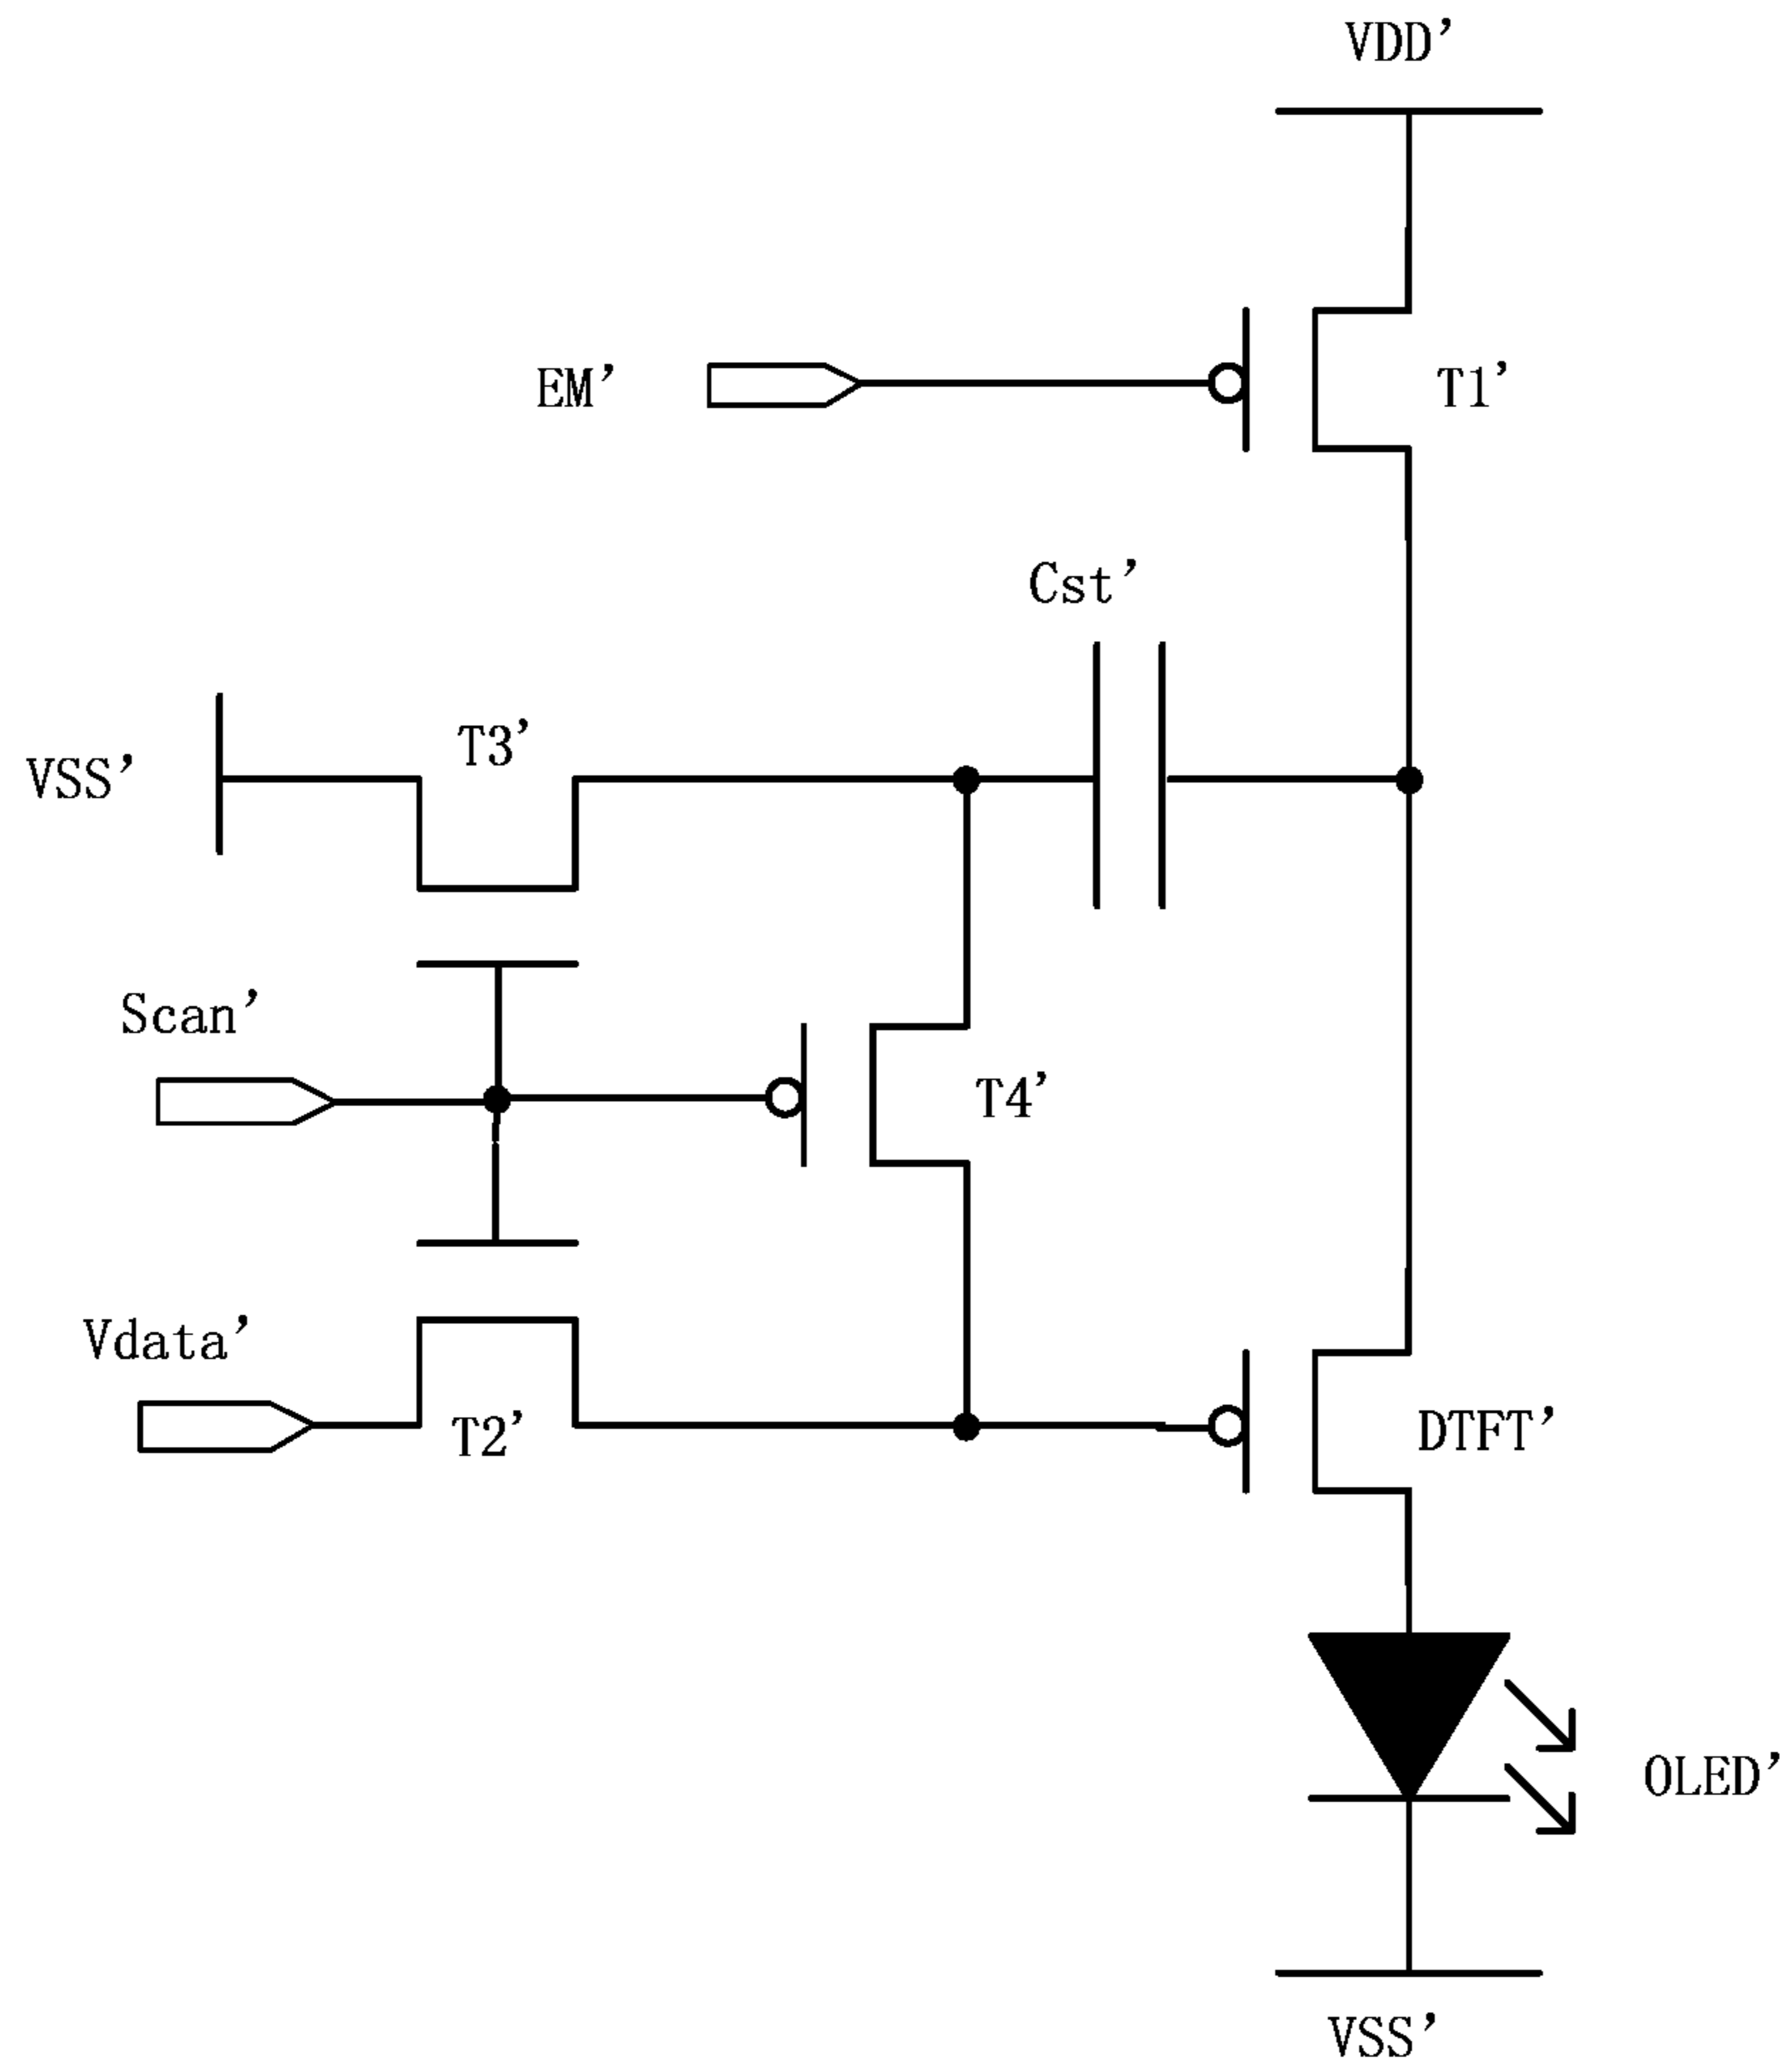 VDD'
EM'
T1'
Cst'
T3'
VSS'
Scan'
T4'
Vdata'
T2'
DTFT'
OLED'
VSS'